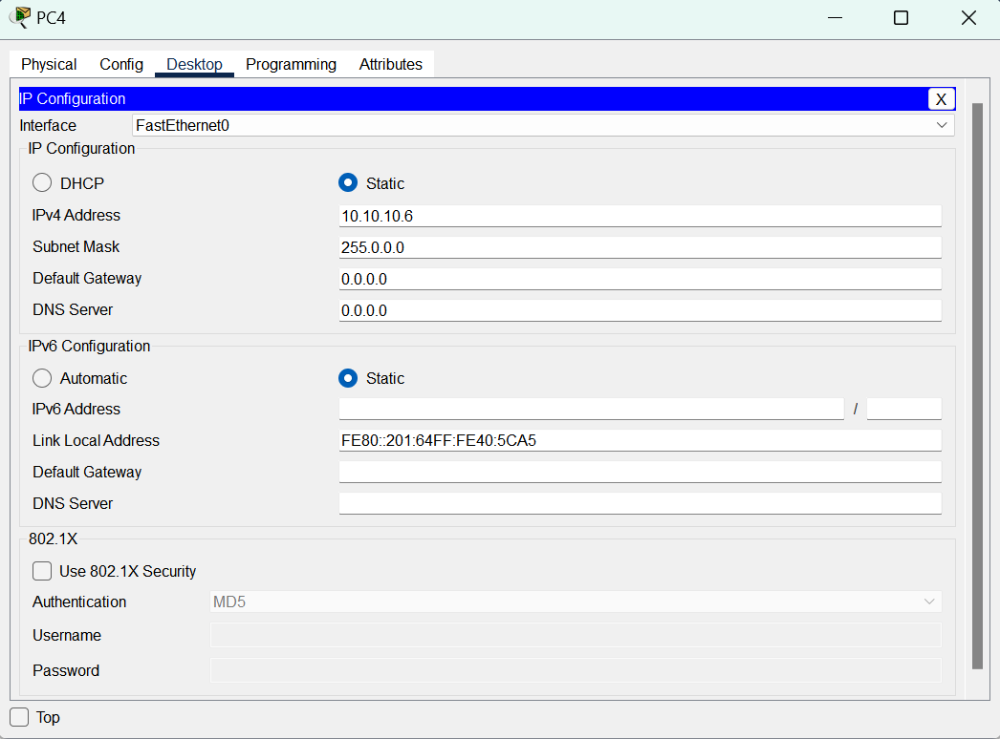 PC4
Physical Config Desktop Programming Attributes
IP Configuration X
Interface FastEthernet0
IP Configuration
DHCP Static
IPv4 Address 10.10.10.6
Subnet Mask 255.0.0.0
Default Gateway 0.0.0.0
DNS Server 0.0.0.0
IPv6 Configuration
Automatic Static
IPv6 Address /
Link Local Address FE80::201:64FF:FE40:5CA5
Default Gateway
DNS Server
802.1X
Use 802.1X Security
Authentication MD5
Username
Password
Top